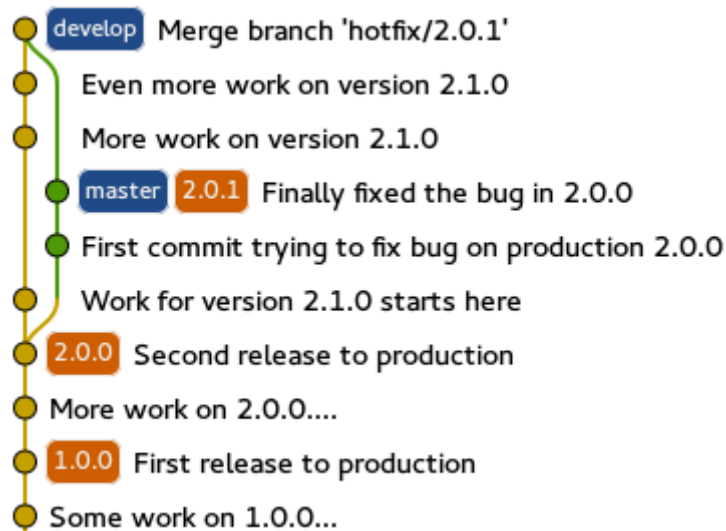 develop Merge branch 'hotfix/2.0.1'
Even more work on version 2.1.0
More work on version 2.1.0
master 2.0.1 Finally fixed the bug in 2.0.0
First commit trying to fix bug on production 2.0.0
Work for version 2.1.0 starts here
2.0.0 Second release to production
More work on 2.0.0....
1.0.0 First release to production
Some work on 1.0.0...